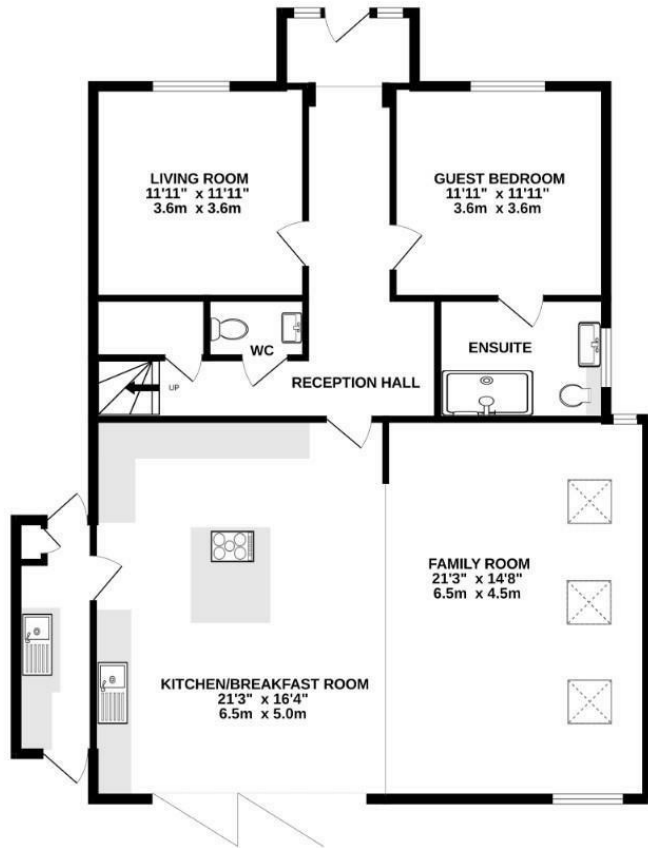 LIVING ROOM
11'11" x 11'11"
3.6m x 3.6m
GUEST BEDROOM
11'11" x 11'11"
3.6m x 3.6m
WC
ENSUITE
UP
RECEPTION HALL
FAMILY ROOM
21'3" x 14'8"
6.5m x 4.5m
KITCHEN/BREAKFAST ROOM
21'3" x 16'4"
6.5m x 5.0m